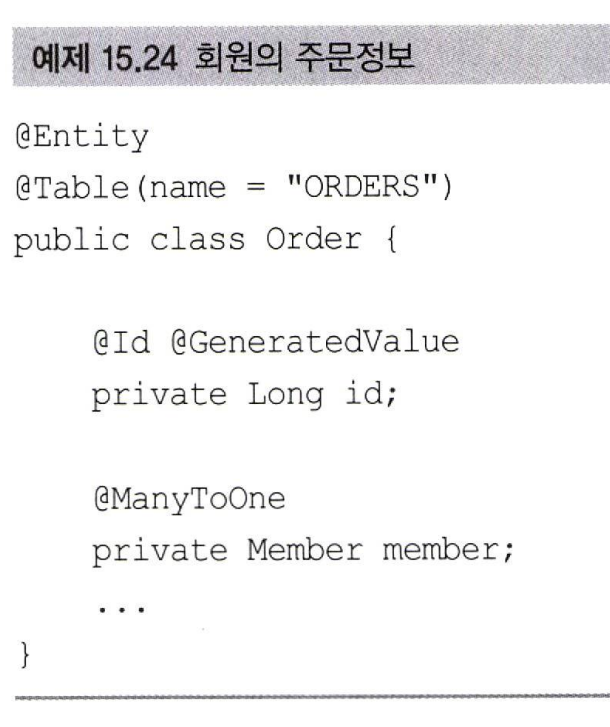 예제 15.24 회원의 주문정보
@Entity
@Table(name = "ORDERS")
public class Order {
@Id @GeneratedValue
private Long id;
@ManyToOne
private Member member;
...
}